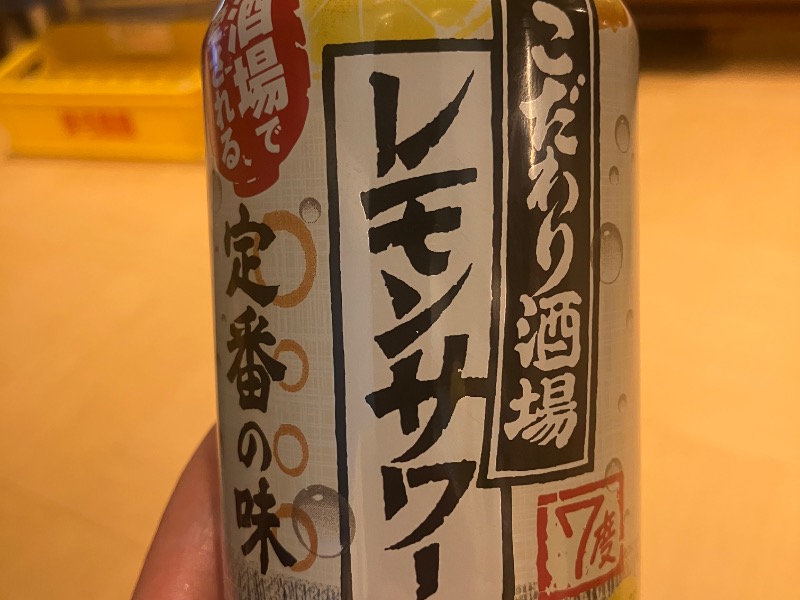 こだわり酒場
レモンサワー
酒場で
定番の味
7度